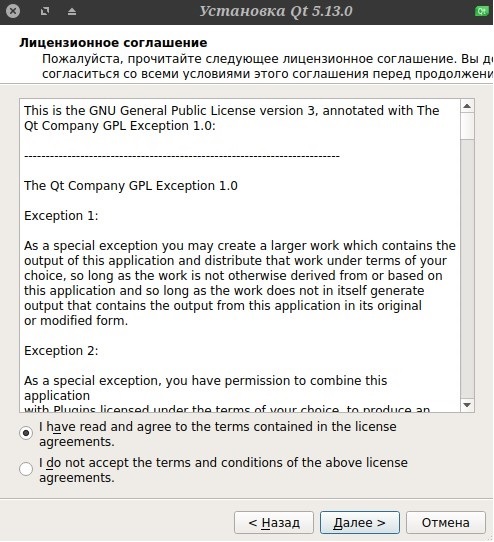 Установка Qt 5.13.0
Qt
Лицензионное соглашение
Пожалуйста, прочитайте следующее лицензионное соглашение. Вы
согласиться со всеми условиями этого соглашения перед
This is the GNU General Public License version 3, annotated with The
Qt Company GPL Exception 1.0:
-------------------------------------------------------------------------
The Qt Company GPL Exception 1.0
Exception 1:
As a special exception you may create a larger work which contains the
output of this application and distribute that work under terms of your
choice, so long as the work is not otherwise derived from or based on
this application and so long as the work does not in itself generate
output that contains the output from this application in its original
or modified form.
Exception 2:
As a special exception, you have permission to combine this
application
with Plugins licensed under the terms of your choice, to produce an
I have read and agree to the terms contained in the license
agreements.
I do not accept the terms and conditions of the above license
agreements.
< Назад
Далее >
Отмена